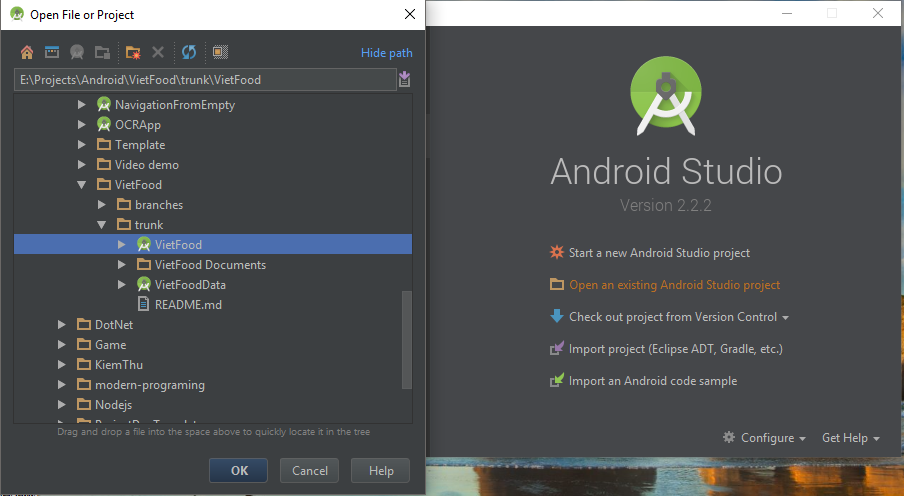 Open File or Project
Hide path
E:\Projects\Android\VietFood\trunk\VietFood
NavigationFromEmpty
OCRApp
Template
Video demo
VietFood
branches
trunk
VietFood
VietFood Documents
VietFoodData
README.md
DotNet
Game
KiemThu
modern-programing
Nodejs
Drag and drop a file into the space above to quickly locate it in the tree
OK
Cancel
Help
Android Studio
Version 2.2.2
Start a new Android Studio project
Open an existing Android Studio project
Check out project from Version Control
Import project (Eclipse ADT, Gradle, etc.)
Import an Android code sample
Configure
Get Help